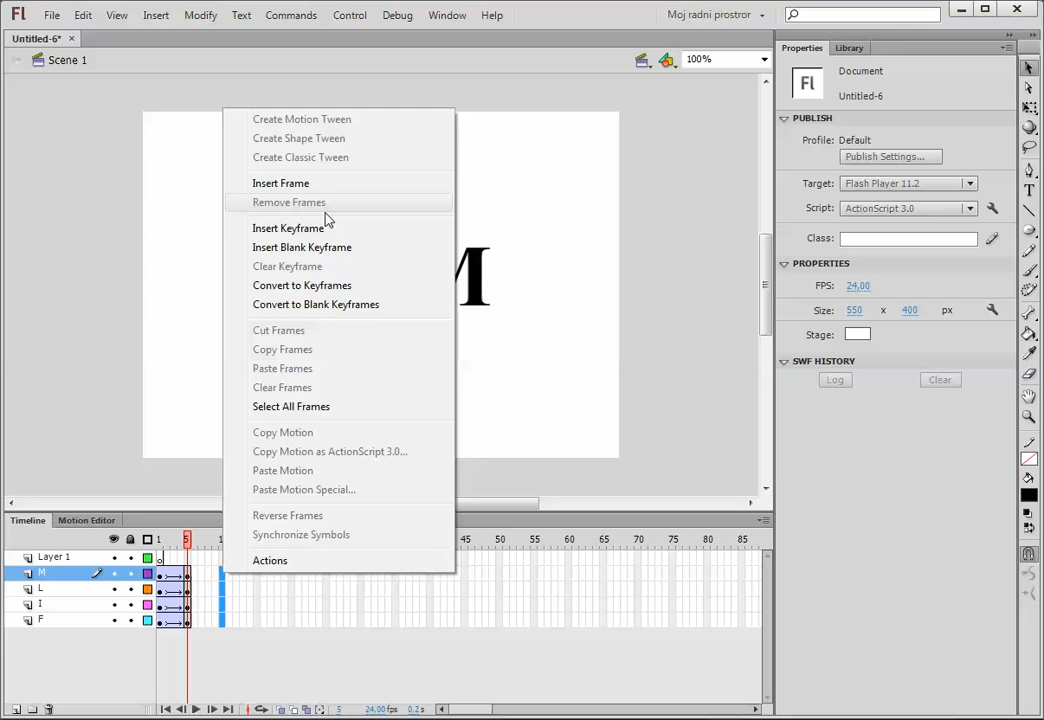 Fl File Edit View Insert Modify Text Commands Control Debug Window Help Moj radni prostor
Untitled-6* ×
Scene 1 100%
Properties Library
Fl Document
Untitled-6
PUBLISH
Profile: Default
Publish Settings...
Target: Flash Player 11.2
Script: ActionScript 3.0
Class:
PROPERTIES
FPS: 24,00
Size: 550 x 400 px
Stage:
SWF HISTORY
Log Clear
M
Create Motion Tween
Create Shape Tween
Create Classic Tween
Insert Frame
Remove Frames
Insert Keyframe
Insert Blank Keyframe
Clear Keyframe
Convert to Keyframes
Convert to Blank Keyframes
Cut Frames
Copy Frames
Paste Frames
Clear Frames
Select All Frames
Copy Motion
Copy Motion as ActionScript 3.0...
Paste Motion
Paste Motion Special...
Reverse Frames
Synchronize Symbols
Actions
Timeline Motion Editor
1 5 1 45 50 55 60 65 70 75 80 85
Layer 1
M
L
I
F
5 24,00 fps 0,2 s